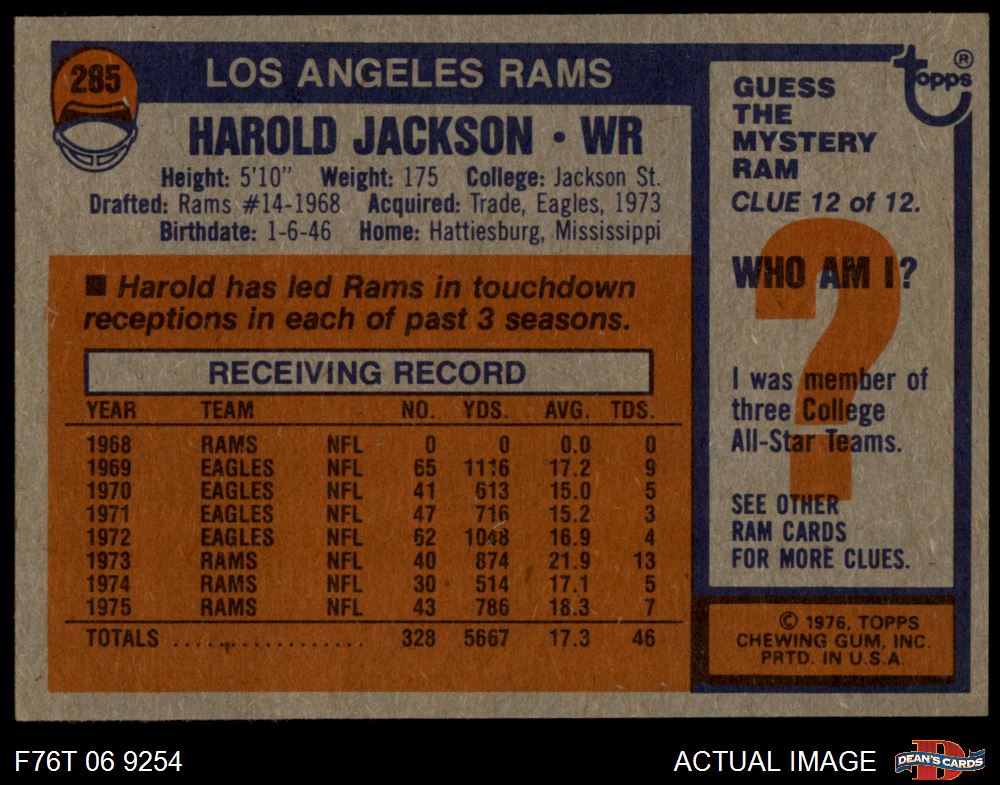 285
LOS ANGELES RAMS
HAROLD JACKSON • WR
Height: 5'10" Weight: 175 College: Jackson St.
Drafted: Rams #14-1968 Acquired: Trade, Eagles, 1973
Birthdate: 1-6-46 Home: Hattiesburg, Mississippi
■ Harold has led Rams in touchdown
receptions in each of past 3 seasons.
RECEIVING RECORD
YEAR TEAM NO. YDS. AVG. TDS.
1968 RAMS NFL 0 0 0.0 0
1969 EAGLES NFL 65 1116 17.2 9
1970 EAGLES NFL 41 613 15.0 5
1971 EAGLES NFL 47 716 15.2 3
1972 EAGLES NFL 62 1048 16.9 4
1973 RAMS NFL 40 874 21.9 13
1974 RAMS NFL 30 514 17.1 5
1975 RAMS NFL 43 786 18.3 7
TOTALS .................. 328 5667 17.3 46
topps ®
GUESS
THE
MYSTERY
RAM
CLUE 12 of 12.
WHO AM I?
?
I was member of
three College
All-Star Teams.
SEE OTHER
RAM CARDS
FOR MORE CLUES.
© 1976, TOPPS
CHEWING GUM, INC.
PRTD. IN U.S.A.
F76T 06 9254
ACTUAL IMAGE
D
DEAN'S CARDS